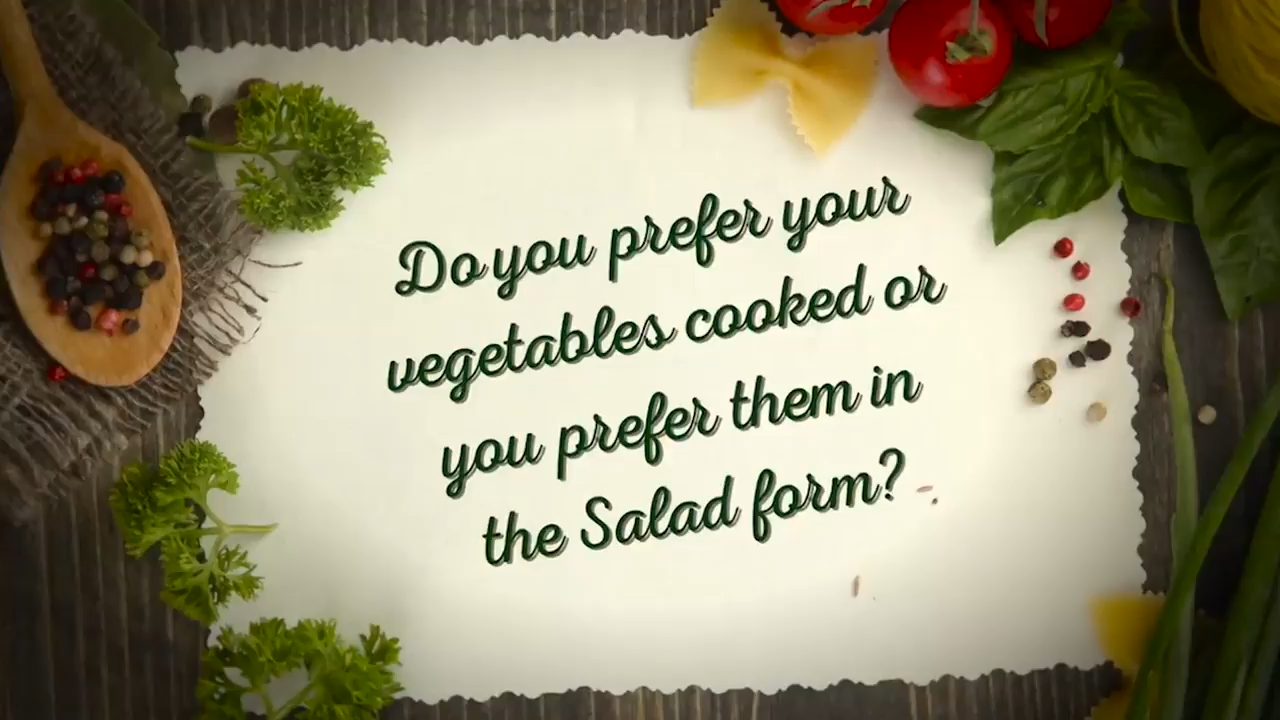 Do you prefer your
vegetables cooked or
you prefer them in
the Salad form?